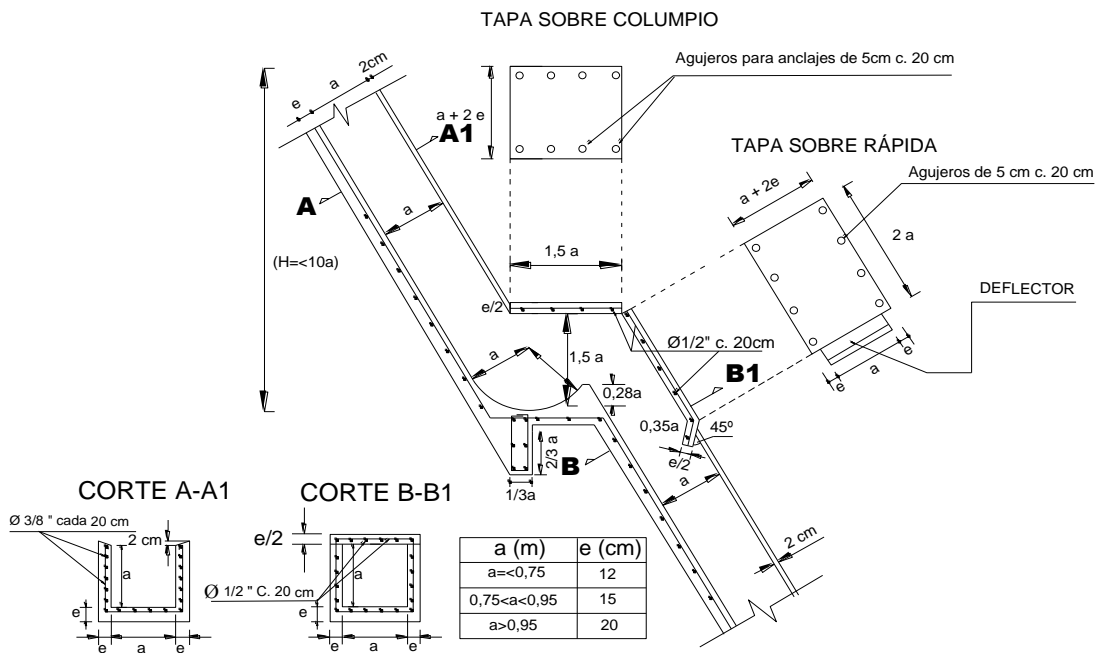 TAPA SOBRE COLUMPIO
Agujeros para anclajes de 5cm c. 20 cm
2cm
a
e
a + 2 e
A1
TAPA SOBRE RÁPIDA
Agujeros de 5 cm c. 20 cm
a + 2e
2 a
A
a
1,5 a
(H=<10a)
DEFLECTOR
e/2
Ø1/2" c. 20cm
a
1,5 a
B1
e
a
e
0,28a
0,35a
45º
2/3 a
B
e/2
a
1/3a
2 cm
CORTE A-A1
Ø 3/8 " cada 20 cm
2 cm
a
e
e
a
e
CORTE B-B1
e/2
a
Ø 1/2 " C. 20 cm
e
e
a
e
a (m) e (cm)
a=<0,75 12
0,75<a<0,95 15
a>0,95 20